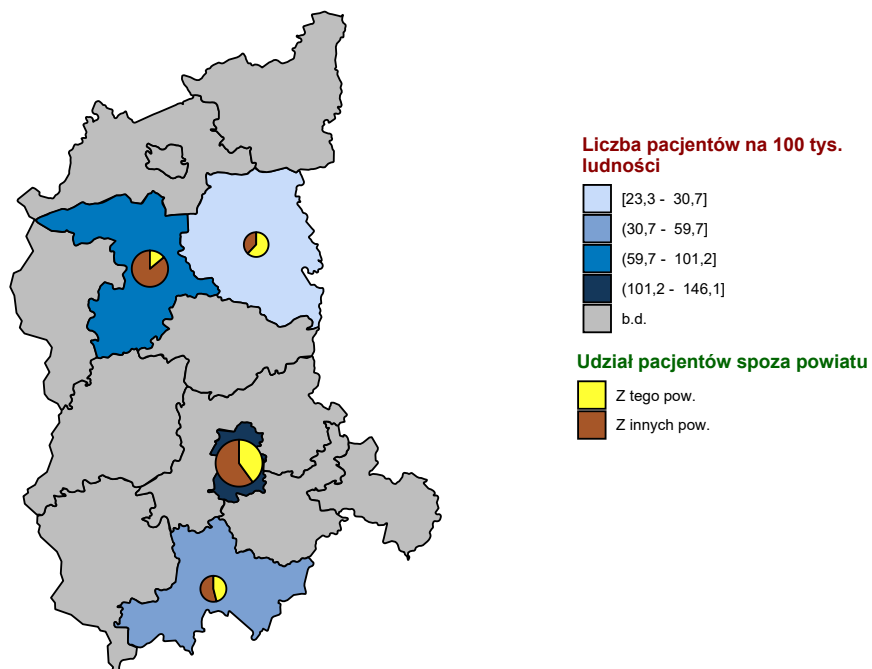 Liczba pacjentów na 100 tys.
ludności
[23,3 - 30,7]
(30,7 - 59,7]
(59,7 - 101,2]
(101,2 - 146,1]
b.d.
Udział pacjentów spoza powiatu
Z tego pow.
Z innych pow.